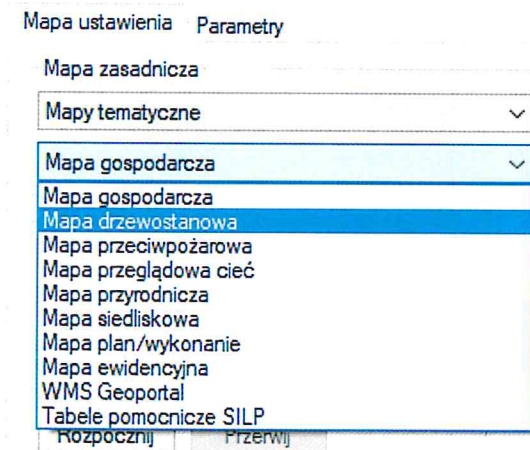 Mapa ustawienia Parametry
Mapa zasadnicza
Mapy tematyczne
Mapa gospodarcza
Mapa gospodarcza
Mapa drzewostanowa
Mapa przeciwpożarowa
Mapa przeglądowa cieć
Mapa przyrodnicza
Mapa siedliskowa
Mapa plan/wykonanie
Mapa ewidencyjna
WMS Geoportal
Tabele pomocnicze SILP
Rozpocznij Przerwij